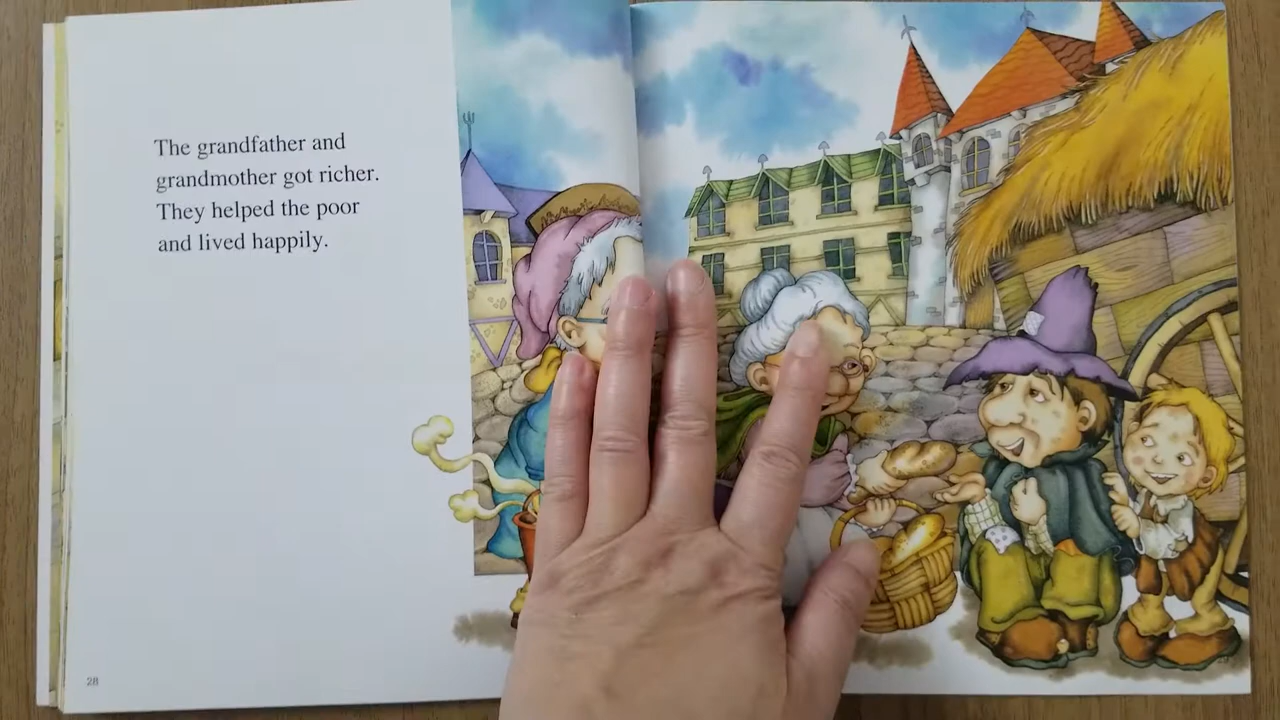 The grandfather and
grandmother got richer.
They helped the poor
and lived happily.
28